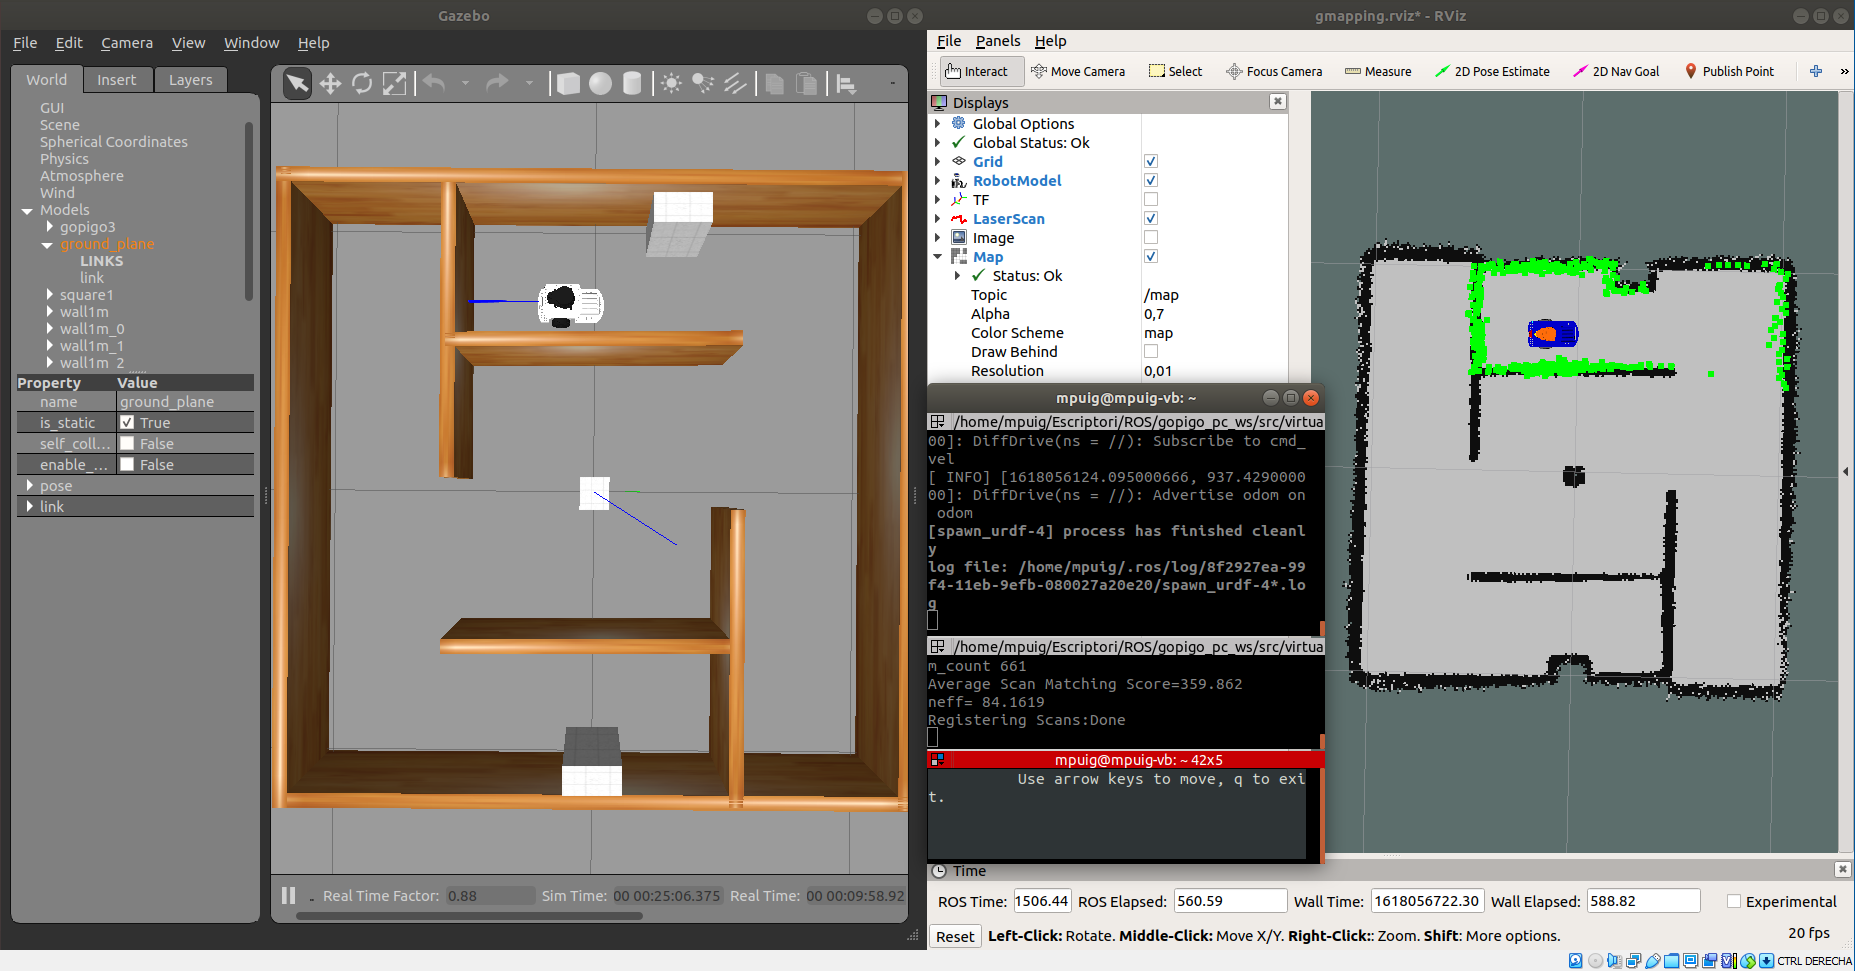 Gazebo
File Edit Camera View Window Help
World Insert Layers
GUI
Scene
Spherical Coordinates
Physics
Atmosphere
Wind
Models
gopigo3
ground_plane
LINKS
link
square1
wall1m
wall1m_0
wall1m_1
wall1m_2
Property Value
name ground_plane
is_static True
self_coll... False
enable_... False
pose
link
Real Time Factor: 0.88 Sim Time: 00 00:25:06.375 Real Time: 00 00:09:58.92
gmapping.rviz* - RViz
File Panels Help
Interact Move Camera Select Focus Camera Measure 2D Pose Estimate 2D Nav Goal Publish Point »
Displays
Global Options
Global Status: Ok
Grid
RobotModel
TF
LaserScan
Image
Map
Status: Ok
Topic /map
Alpha 0,7
Color Scheme map
Draw Behind
Resolution 0,01
mpuig@mpuig-vb: ~
/home/mpuig/Escriptori/ROS/gopigo_pc_ws/src/virtua
00]: DiffDrive(ns = //): Subscribe to cmd_
vel
[ INFO] [1618056124.095000666, 937.4290000
00]: DiffDrive(ns = //): Advertise odom on
odom
[spawn_urdf-4] process has finished cleanl
y
log file: /home/mpuig/.ros/log/8f2927ea-99
f4-11eb-9efb-080027a20e20/spawn_urdf-4*.lo
g
/home/mpuig/Escriptori/ROS/gopigo_pc_ws/src/virtua
m_count 661
Average Scan Matching Score=359.862
neff= 84.1619
Registering Scans:Done
mpuig@mpuig-vb: ~ 42x5
Use arrow keys to move, q to exi
t.
Time
ROS Time: 1506.44 ROS Elapsed: 560.59 Wall Time: 1618056722.30 Wall Elapsed: 588.82 Experimental
Reset Left-Click: Rotate. Middle-Click: Move X/Y. Right-Click:: Zoom. Shift: More options. 20 fps
CTRL DERECHA